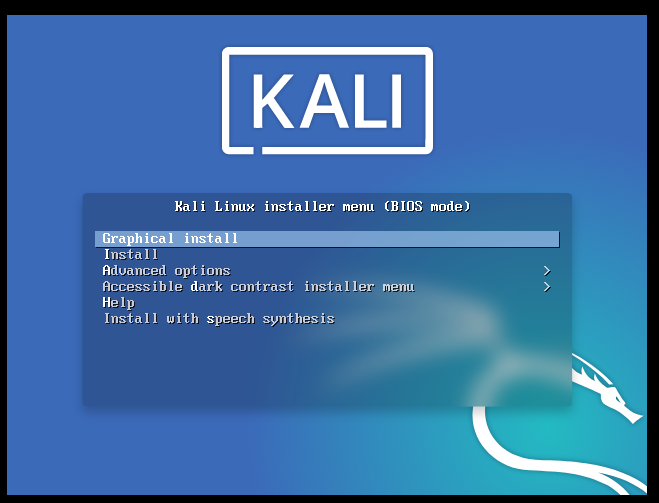 KALI
Kali Linux installer menu (BIOS mode)
Graphical install
Install
Advanced options >
Accessible dark contrast installer menu >
Help
Install with speech synthesis